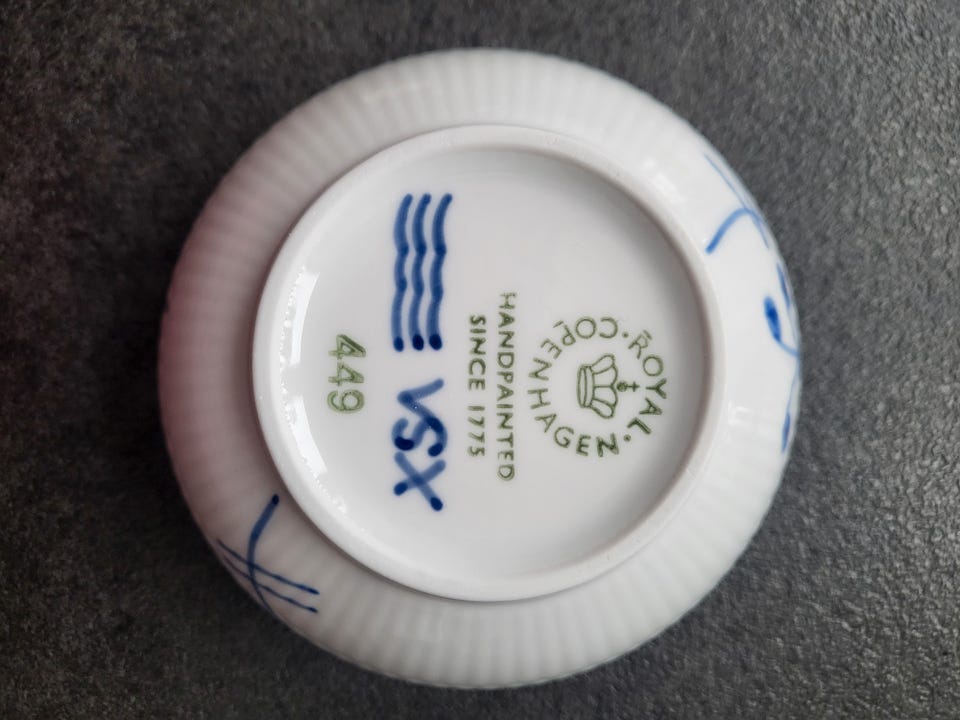 ROYAL
COPENHAGEN
HANDPAINTED
SINCE 1775
VSX
449